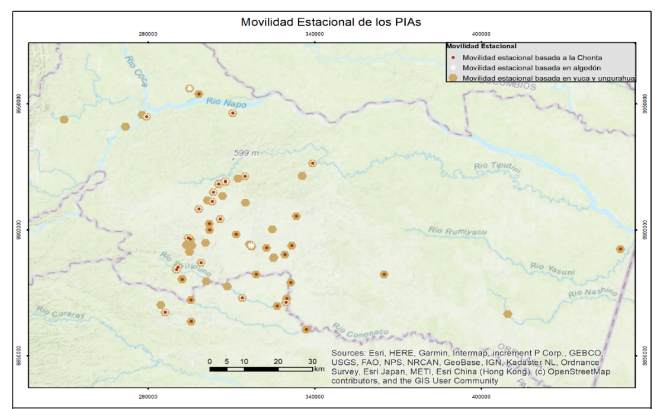 Movilidad Estacional de los PIAs
280000
340000
400000
Movilidad Estacional
Movilidad estacional basada a la Chonta
Movilidad estacional basada en algodón
Movilidad estacional basada en yuca y ungurahua
Rio Coca
Rio Napo
599 m
Rio Tiputini
Rio Rumiyacu
Rio Yasuni
Rio Nashino
Rio Curaray
Rio Cononaco
Sources: Esri, HERE, Garmin, Intermap, increment P Corp., GEBCO,
USGS, FAO, NPS, NRCAN, GeoBase, IGN, Kadaster NL, Ordnance
Survey, Esri Japan, METI, Esri China (Hong Kong), (c) OpenStreetMap
contributors, and the GIS User Community
0 5 10 20 30
km
280000
340000
400000